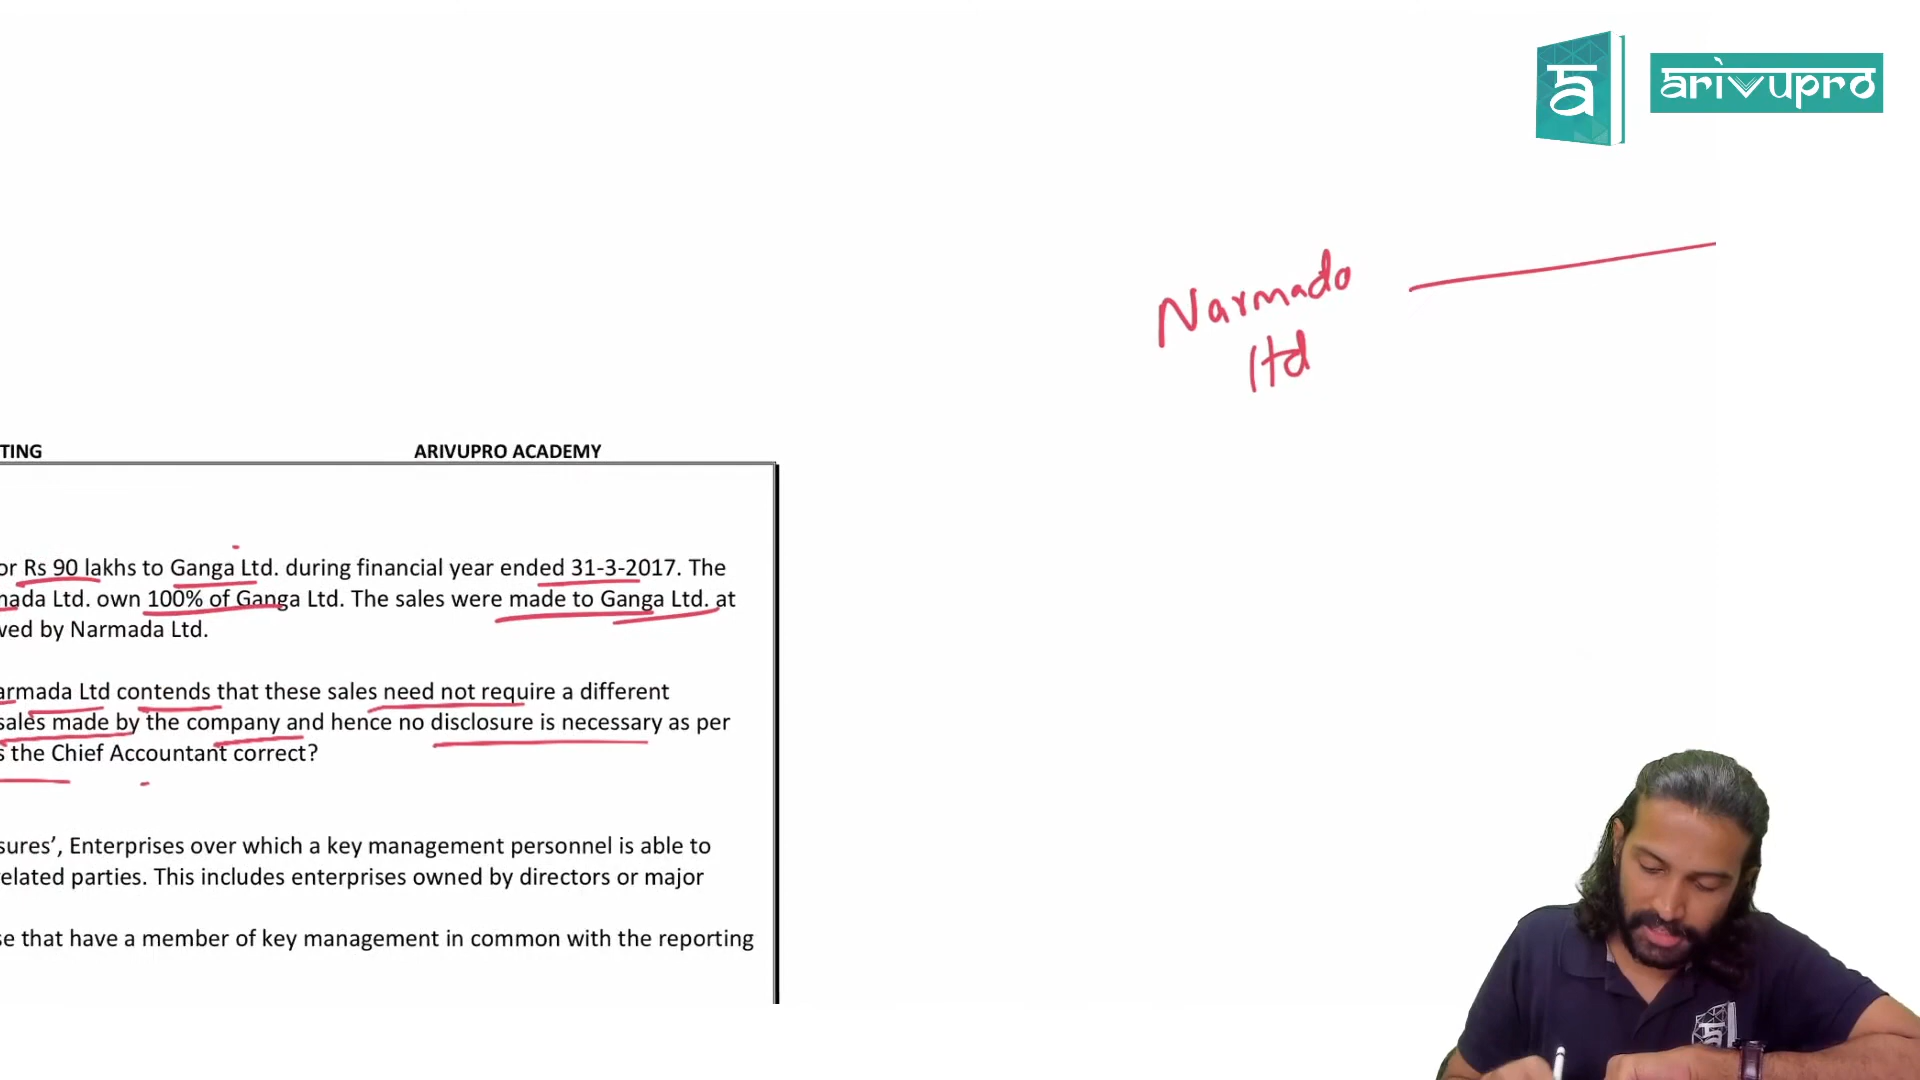 arivupro
Narmado
ltd
TING ARIVUPRO ACADEMY
or Rs 90 lakhs to Ganga Ltd. during financial year ended 31-3-2017. The
mada Ltd. own 100% of Ganga Ltd. The sales were made to Ganga Ltd. at
wed by Narmada Ltd.
armada Ltd contends that these sales need not require a different
sales made by the company and hence no disclosure is necessary as per
s the Chief Accountant correct?
sures’, Enterprises over which a key management personnel is able to
related parties. This includes enterprises owned by directors or major
se that have a member of key management in common with the reporting